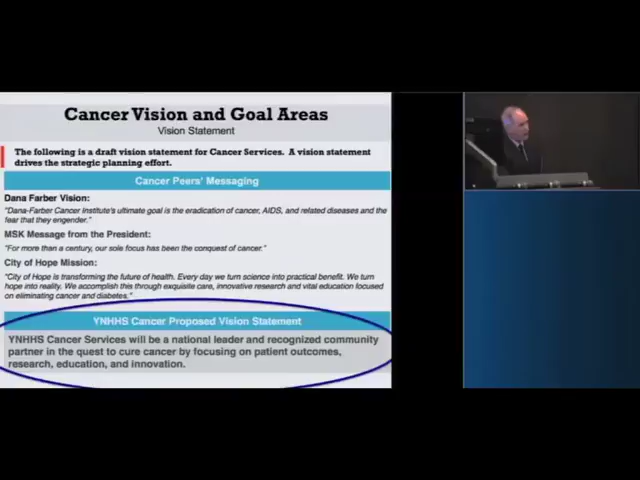 Cancer Vision and Goal Areas
Vision Statement
The following is a draft vision statement for Cancer Services. A vision statement
drives the strategic planning effort.
Cancer Peers' Messaging
Dana Farber Vision:
"Dana-Farber Cancer Institute's ultimate goal is the eradication of cancer, AIDS, and related diseases and the
fear that they engender."
MSK Message from the President:
"For more than a century, our sole focus has been the conquest of cancer."
City of Hope Mission:
"City of Hope is transforming the future of health. Every day we turn science into practical benefit. We turn
hope into reality. We accomplish this through exquisite care, innovative research and vital education focused
on eliminating cancer and diabetes."
YNHHS Cancer Proposed Vision Statement
YNHHS Cancer Services will be a national leader and recognized community
partner in the quest to cure cancer by focusing on patient outcomes,
research, education, and innovation.